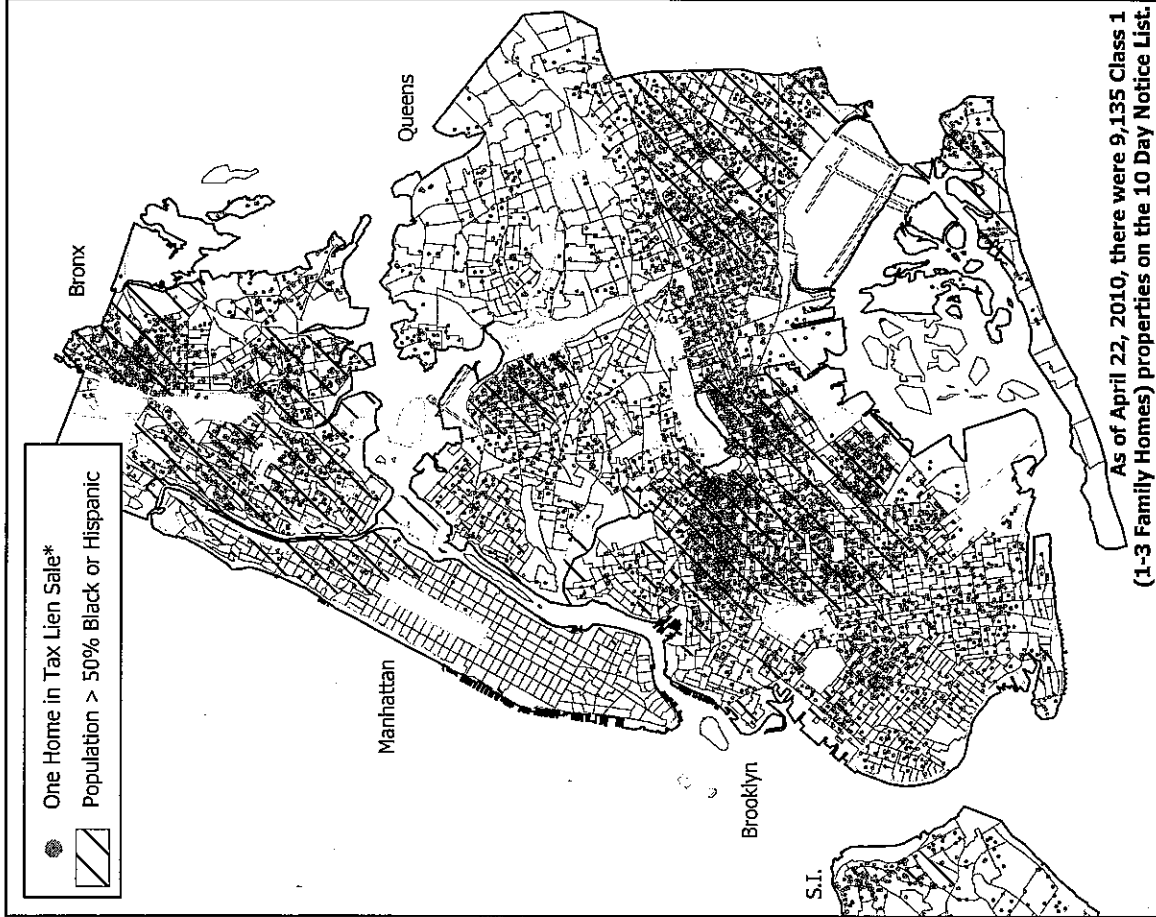 One Home in Tax Lien Sale*
Population > 50% Black or Hispanic
Bronx
Manhattan
Queens
Brooklyn
S.I.
As of April 22, 2010, there were 9,135 Class 1
(1-3 Family Homes) properties on the 10 Day Notice List.